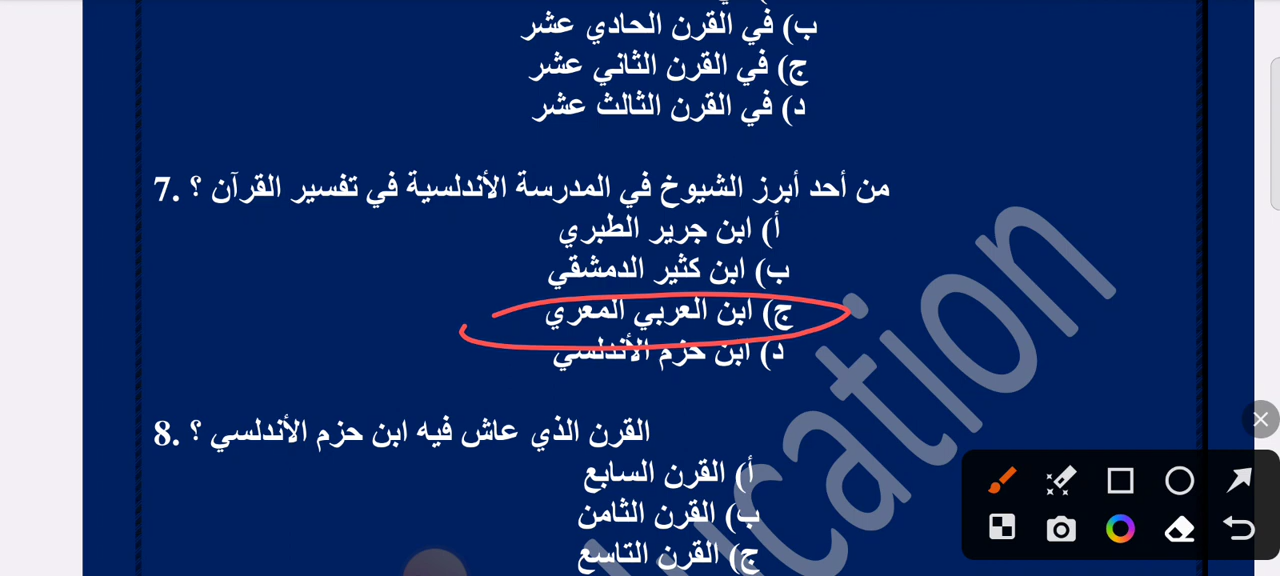 ب) في القرن الحادي عشر
ج) في القرن الثاني عشر
د) في القرن الثالث عشر
7. من أحد أبرز الشيوخ في المدرسة الأندلسية في تفسير القرآن ؟
أ) ابن جرير الطبري
ب) ابن كثير الدمشقي
ج) ابن العربي المعري
د) ابن حزم الأندلسي
8. القرن الذي عاش فيه ابن حزم الأندلسي ؟
أ) القرن السابع
ب) القرن الثامن
ج) القرن التاسع
ucation